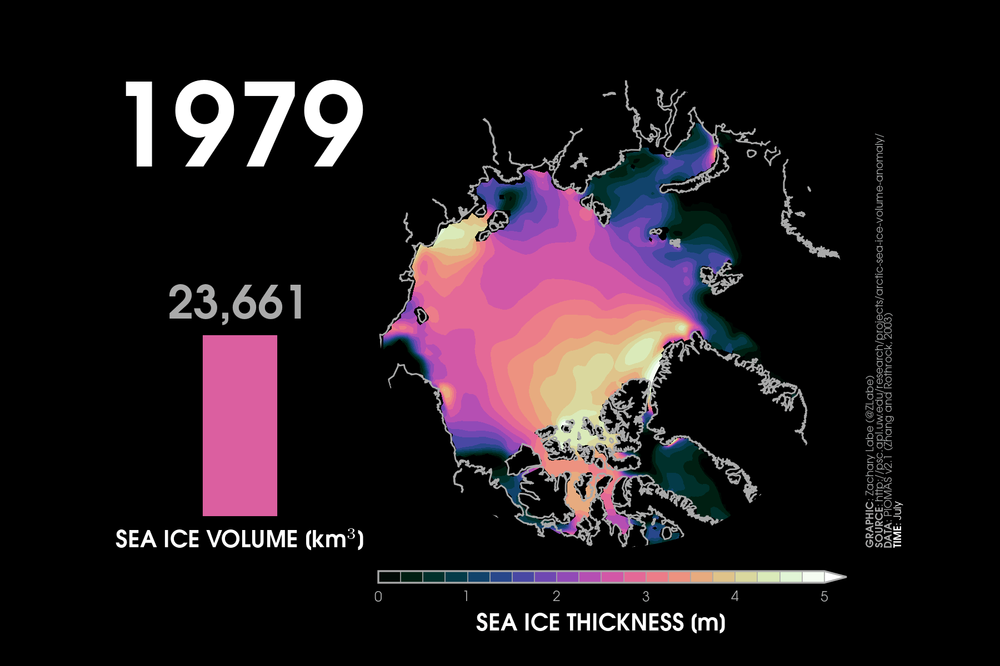 1979
23,661
SEA ICE VOLUME (km³)
0 1 2 3 4 5
SEA ICE THICKNESS (m)
GRAPHIC: Zachary Labe (@ZLabe)
SOURCE: http://psc.apl.uw.edu/research/projects/arctic-sea-ice-volume-anomaly/
DATA: PIOMAS v2.1 (Zhang and Rothrock, 2003)
TIME: July